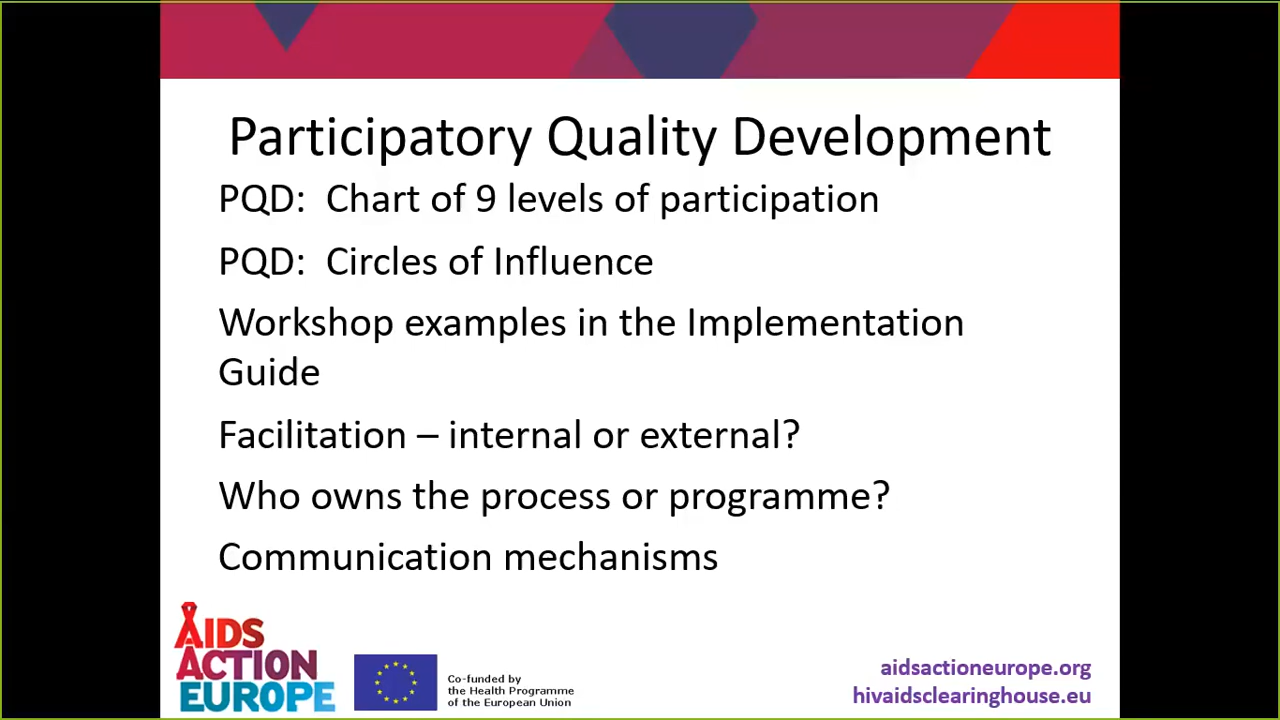 Participatory Quality Development
PQD:  Chart of 9 levels of participation
PQD:  Circles of Influence
Workshop examples in the Implementation
Guide
Facilitation – internal or external?
Who owns the process or programme?
Communication mechanisms
AIDS
ACTION
EUROPE
Co-funded by
the Health Programme
of the European Union
aidsactioneurope.org
hivaidsclearinghouse.eu